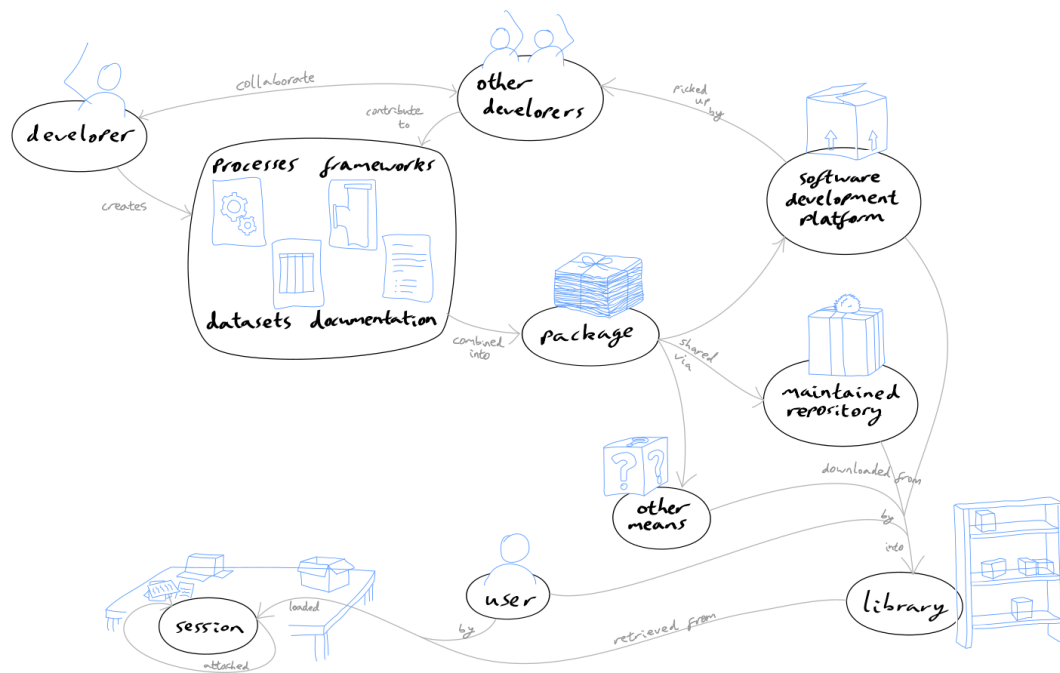 collaborate
other
developers
developer
contribute
to
picked
up
by
software
development
platform
processes frameworks
creates
datasets documentation
combined
into
package
shared
via
maintained
repository
downloaded from
other
means
by
into
user
library
loaded
session
by
retrieved from
attached